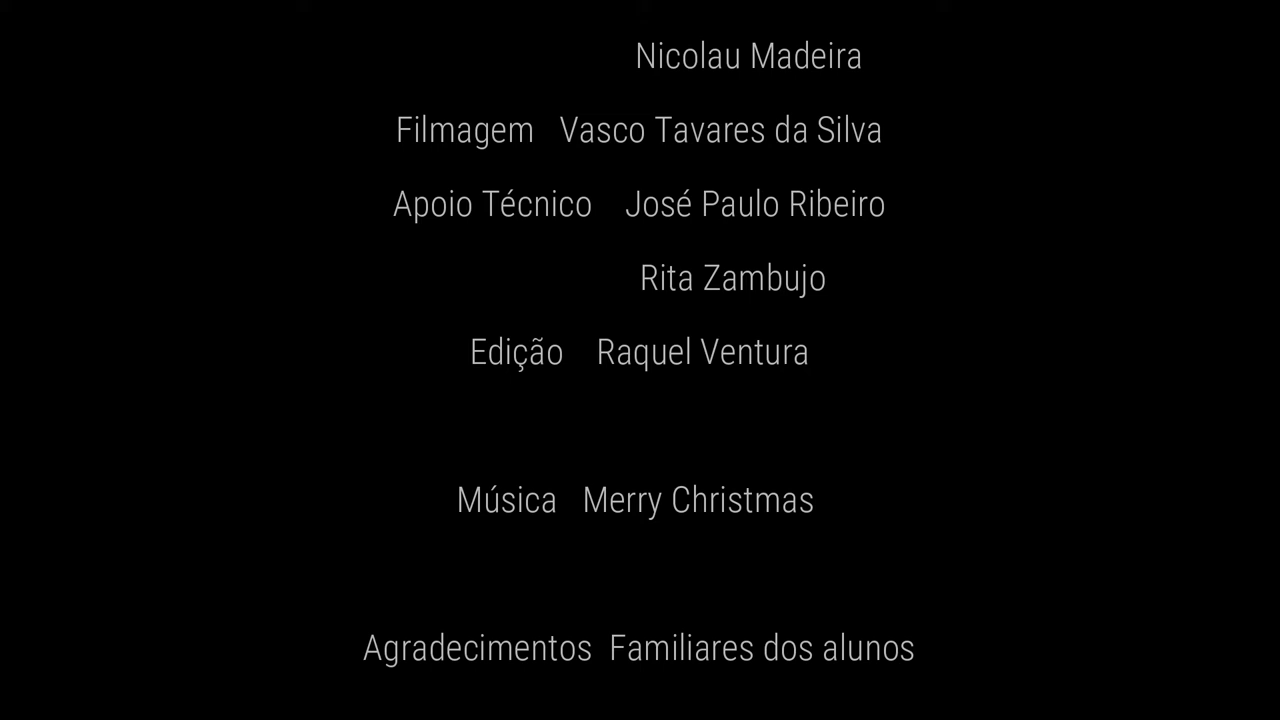 Nicolau Madeira
Filmagem Vasco Tavares da Silva
Apoio Técnico José Paulo Ribeiro
Rita Zambujo
Edição Raquel Ventura
Música Merry Christmas
Agradecimentos Familiares dos alunos